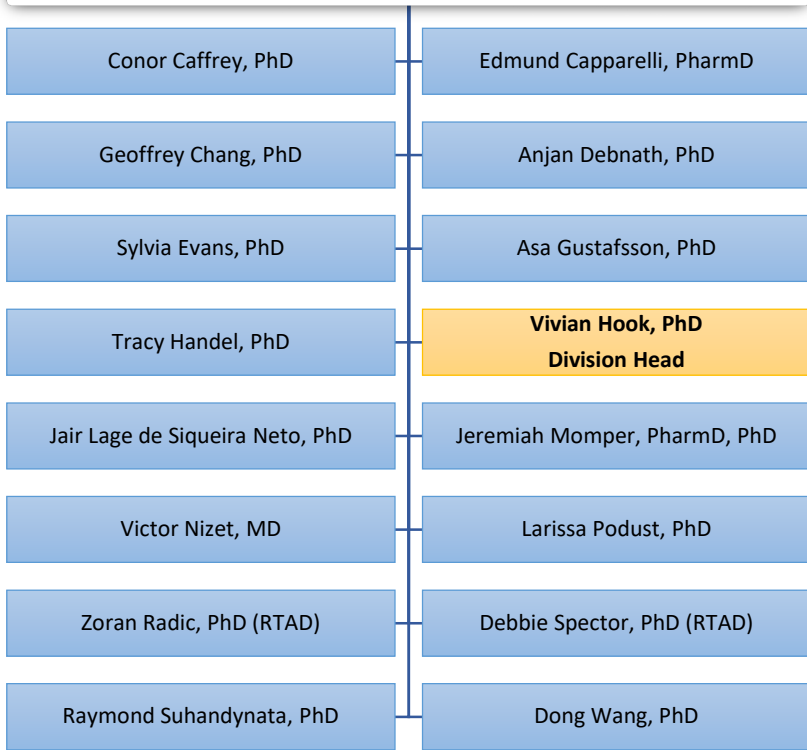 Conor Caffrey, PhD
Edmund Capparelli, PharmD
Geoffrey Chang, PhD
Anjan Debnath, PhD
Sylvia Evans, PhD
Asa Gustafsson, PhD
Tracy Handel, PhD
Vivian Hook, PhD
Division Head
Jair Lage de Siqueira Neto, PhD
Jeremiah Momper, PharmD, PhD
Victor Nizet, MD
Larissa Podust, PhD
Zoran Radic, PhD (RTAD)
Debbie Spector, PhD (RTAD)
Raymond Suhandynata, PhD
Dong Wang, PhD